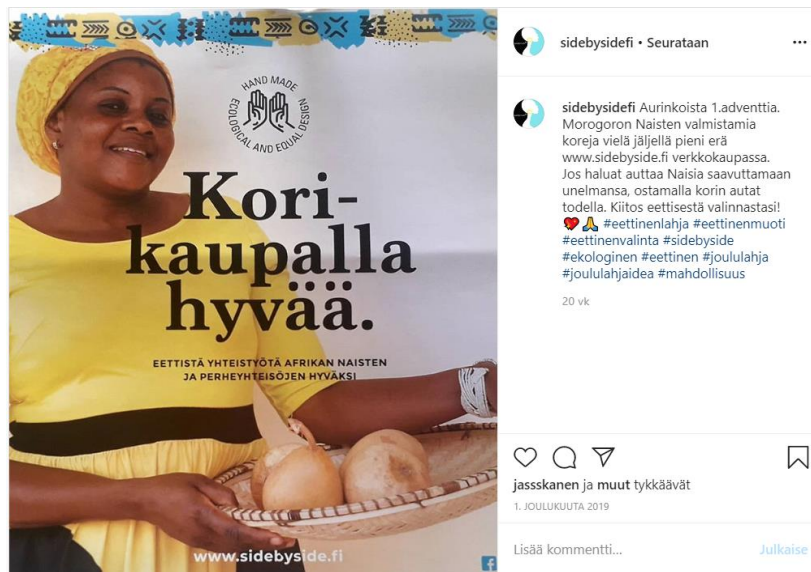 HAND MADE
ECOLOGICAL AND EQUAL DESIGN
Kori-
kaupalla
hyvää.
EETTISTÄ YHTEISTYÖTÄ AFRIKAN NAISTEN
JA PERHEYHTEISÖJEN HYVÄKSI
www.sidebyside.fi
sidebysidefi • Seurataan
sidebysidefi Aurinkoista 1.adventtia.
Morogoron Naisten valmistamia
koreja vielä jäljellä pieni erä
www.sidebyside.fi verkkokaupassa.
Jos haluat auttaa Naisia saavuttamaan
unelmansa, ostamalla korin autat
todella. Kiitos eettisestä valinnastasi!
💖🙏 #eettinenlahja #eettinenmuoti
#eettinenvalinta #sidebyside
#ekologinen #eettinen #joululahja
#joululahjaidea #mahdollisuus
20 vk
jassskanen ja muut tykkäävät
1. JOULUKUUTA 2019
Lisää kommentti... Julkaise